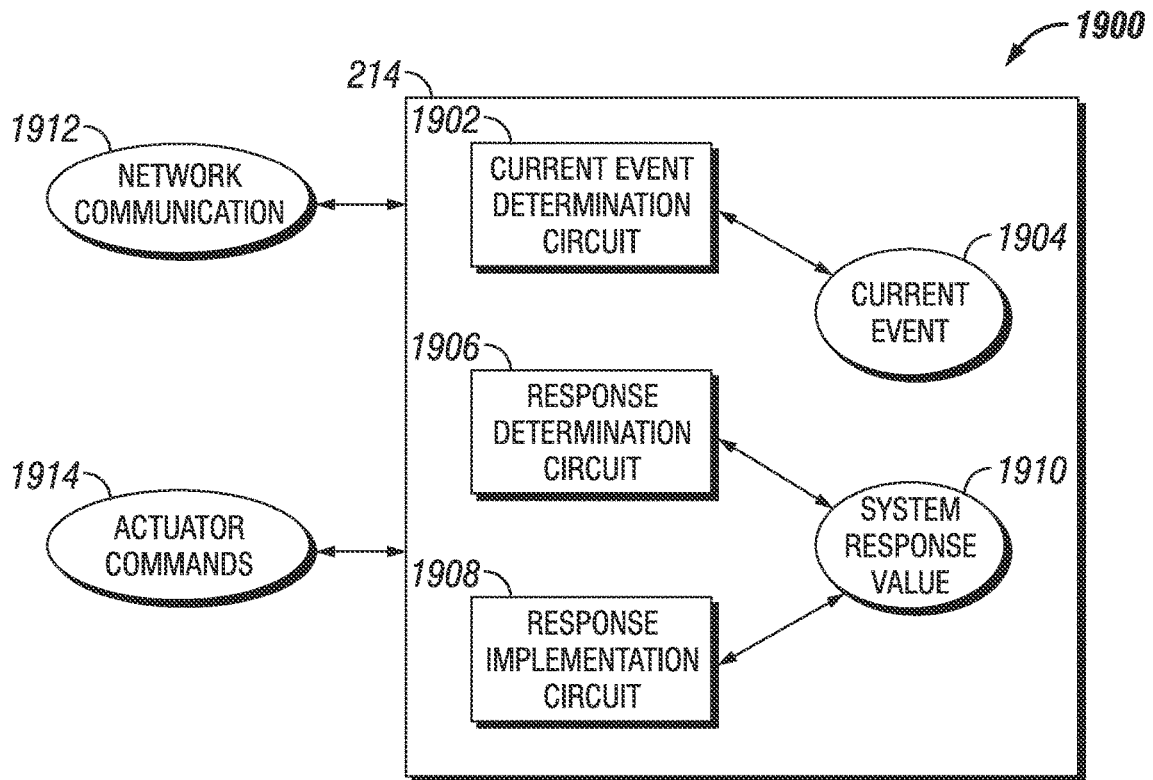 1900
214
1912
NETWORK
COMMUNICATION
1902
CURRENT EVENT
DETERMINATION
CIRCUIT
1904
CURRENT
EVENT
1906
RESPONSE
DETERMINATION
CIRCUIT
1914
ACTUATOR
COMMANDS
1910
SYSTEM
RESPONSE
VALUE
1908
RESPONSE
IMPLEMENTATION
CIRCUIT